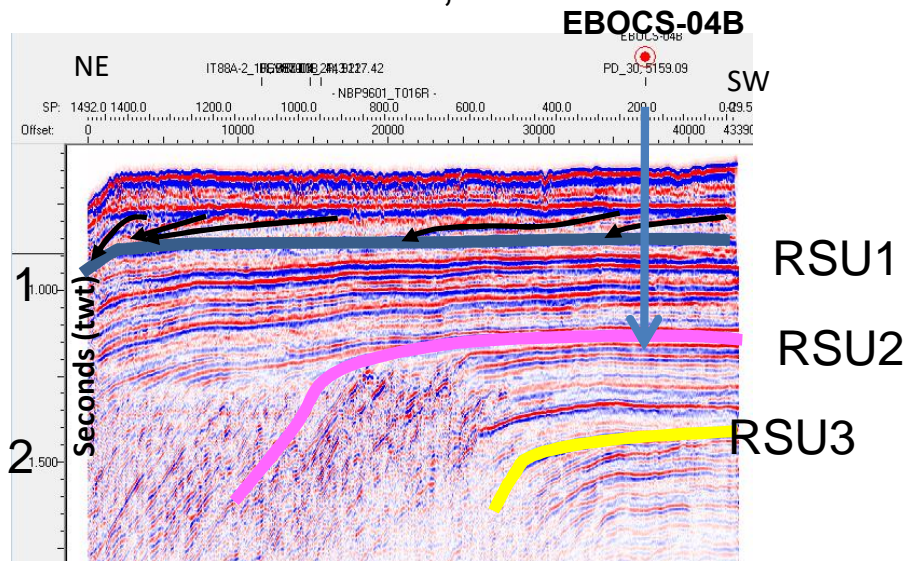 EBOCS-04B
EBOCS-04B
NE
PD_30, 5159.09
SW
- NBP9601_T016R -
SP: 1492.0 1400.0 1200.0 1000.0 800.0 600.0 400.0 200.0
Offset: 0 10000 20000 30000 40000 43390
RSU1
1
1.000
RSU2
Seconds (twt)
RSU3
2
1.500